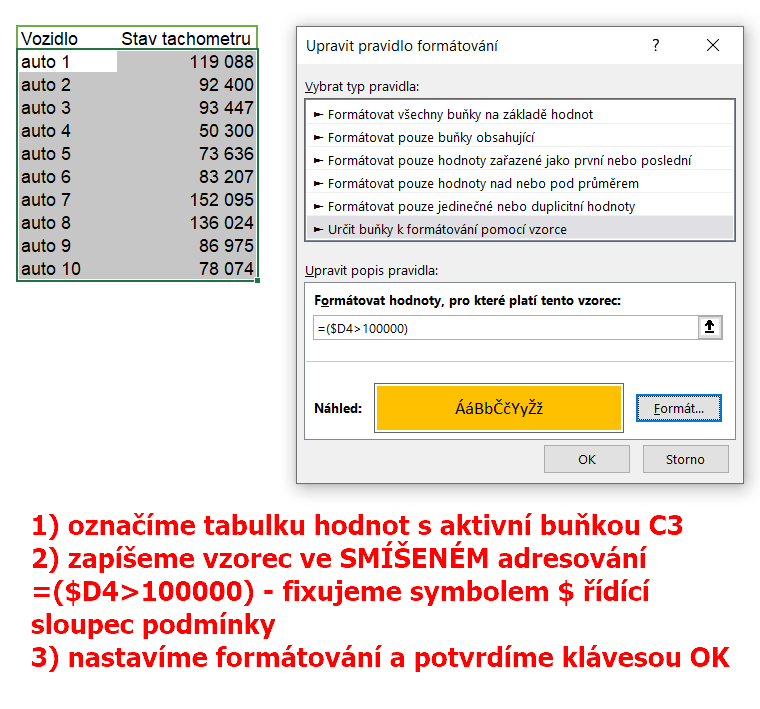 Vozidlo Stav tachometru
auto 1 119 088
auto 2 92 400
auto 3 93 447
auto 4 50 300
auto 5 73 636
auto 6 83 207
auto 7 152 095
auto 8 136 024
auto 9 86 975
auto 10 78 074
Upravit pravidlo formátování ?
Vybrat typ pravidla:
► Formátovat všechny buňky na základě hodnot
► Formátovat pouze buňky obsahující
► Formátovat pouze hodnoty zařazené jako první nebo poslední
► Formátovat pouze hodnoty nad nebo pod průměrem
► Formátovat pouze jedinečné nebo duplicitní hodnoty
► Určit buňky k formátování pomocí vzorce
Upravit popis pravidla:
Formátovat hodnoty, pro které platí tento vzorec:
=($D4>100000)
Náhled: ÁáBbČčYyŽž Formát...
OK Storno
1) označíme tabulku hodnot s aktivní buňkou C3
2) zapíšeme vzorec ve SMÍŠENÉM adresování
=($D4>100000) - fixujeme symbolem $ řídící
sloupec podmínky
3) nastavíme formátování a potvrdíme klávesou OK